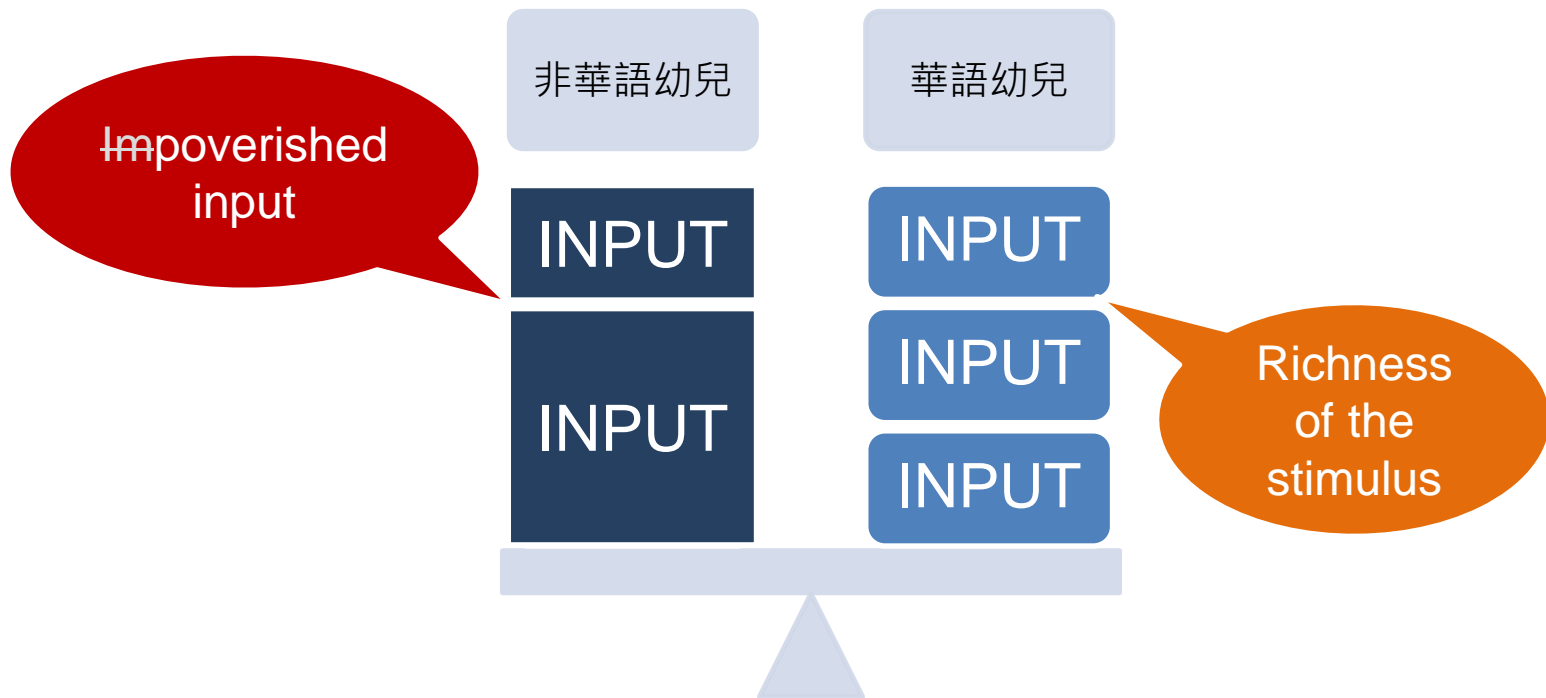 非華語幼兒
華語幼兒
Impoverished
input
INPUT
INPUT
INPUT
INPUT
INPUT
Richness
of the
stimulus